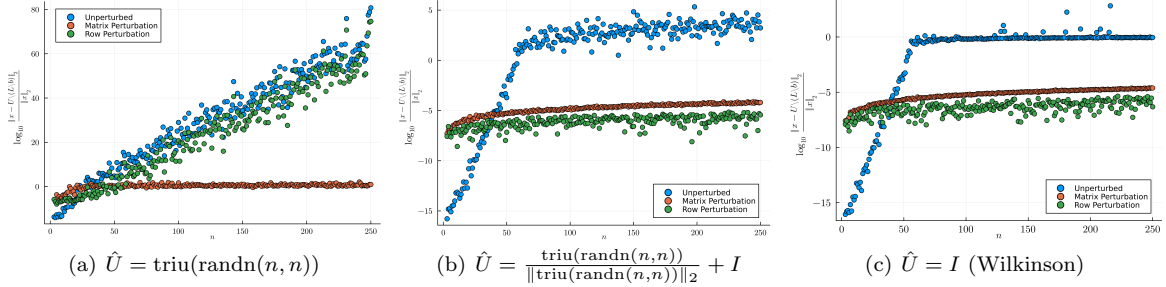 Unperturbed
Matrix Perturbation
Row Perturbation
80
60
40
20
0
log₁₀ ‖x − U\(L\b)‖₂ / ‖x‖₂
0 50 100 150 200 250
n
(a) Û = triu(randn(n, n))
5
0
−5
−10
−15
log₁₀ ‖x − U\(L\b)‖₂ / ‖x‖₂
Unperturbed
Matrix Perturbation
Row Perturbation
0 50 100 150 200 250
n
(b) Û = triu(randn(n,n)) / ‖triu(randn(n,n))‖₂ + I
0
−5
−10
−15
log₁₀ ‖x − U\(L\b)‖₂ / ‖x‖₂
Unperturbed
Matrix Perturbation
Row Perturbation
0 50 100 150 200 250
n
(c) Û = I (Wilkinson)